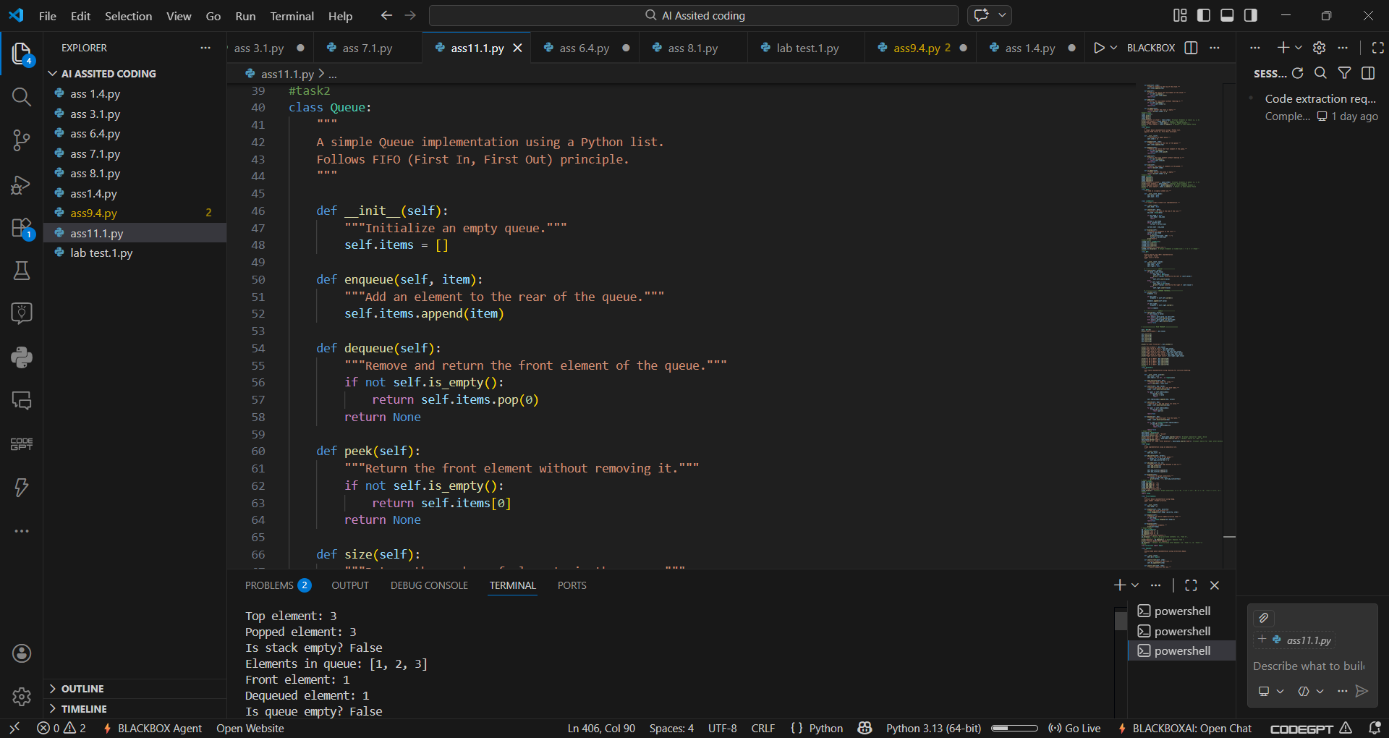 File Edit Selection View Go Run Terminal Help
AI Assited coding
EXPLORER
AI ASSITED CODING
ass 1.4.py
ass 3.1.py
ass 6.4.py
ass 7.1.py
ass 8.1.py
ass1.4.py
ass9.4.py 2
ass11.1.py
lab test.1.py
OUTLINE
TIMELINE
4
1
CODE
GPT
ass 3.1.py ass 7.1.py ass11.1.py ass 6.4.py ass 8.1.py lab test.1.py ass9.4.py 2 ass 1.4.py BLACKBOX
ass11.1.py > ...
39 #task2
40 class Queue:
41 """
42 A simple Queue implementation using a Python list.
43 Follows FIFO (First In, First Out) principle.
44 """
45
46 def __init__(self):
47 """Initialize an empty queue."""
48 self.items = []
49
50 def enqueue(self, item):
51 """Add an element to the rear of the queue."""
52 self.items.append(item)
53
54 def dequeue(self):
55 """Remove and return the front element of the queue."""
56 if not self.is_empty():
57 return self.items.pop(0)
58 return None
59
60 def peek(self):
61 """Return the front element without removing it."""
62 if not self.is_empty():
63 return self.items[0]
64 return None
65
66 def size(self):
PROBLEMS 2 OUTPUT DEBUG CONSOLE TERMINAL PORTS
Top element: 3
Popped element: 3
Is stack empty? False
Elements in queue: [1, 2, 3]
Front element: 1
Dequeued element: 1
Is queue empty? False
powershell
powershell
powershell
SESS...
Code extraction req...
Comple... 1 day ago
ass11.1.py
Describe what to build
0 2 BLACKBOX Agent Open Website Ln 406, Col 90 Spaces: 4 UTF-8 CRLF {} Python Python 3.13 (64-bit) Go Live BLACKBOXAI: Open Chat CODEGPT